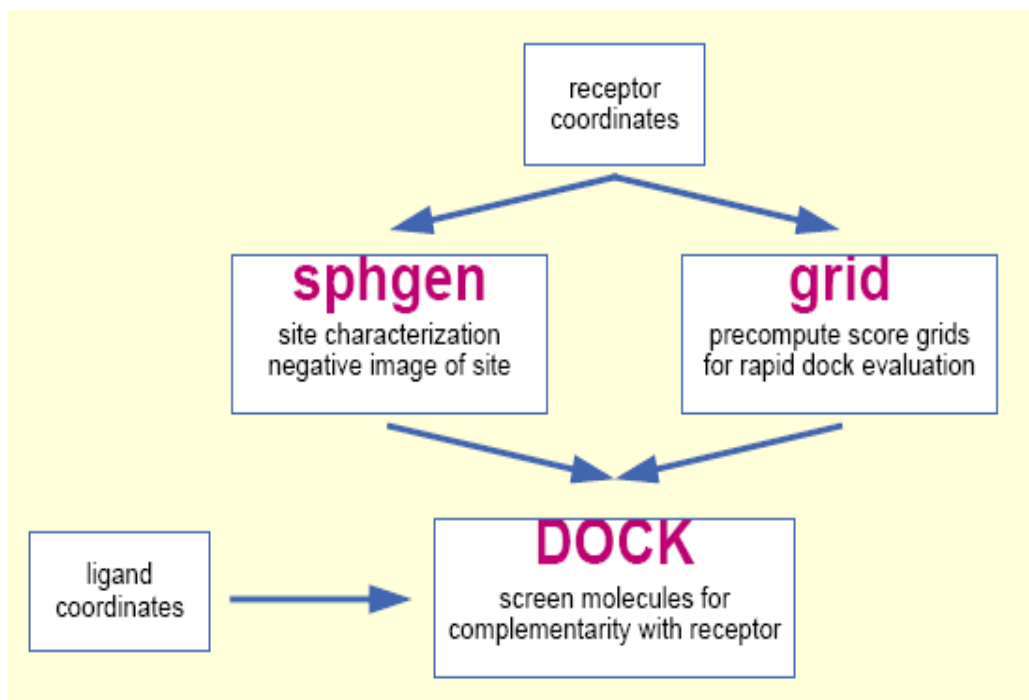 receptor
coordinates
sphgen
site characterization
negative image of site
grid
precompute score grids
for rapid dock evaluation
ligand
coordinates
DOCK
screen molecules for
complementarity with receptor